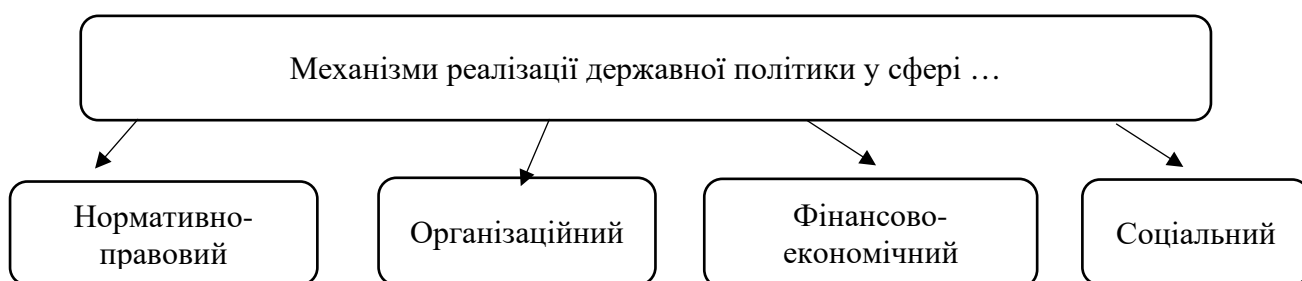 Механізми реалізації державної політики у сфері …
Нормативно-
правовий
Організаційний
Фінансово-
економічний
Соціальний